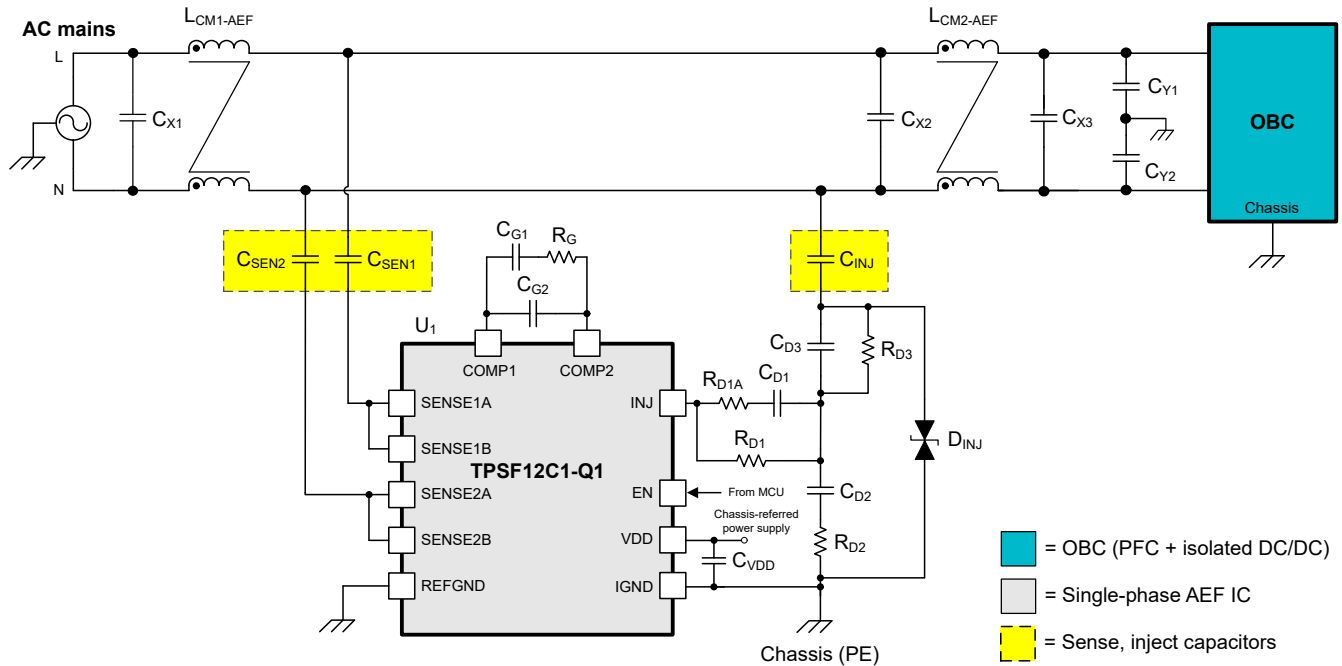 AC mains
L
N
LCM1-AEF
LCM2-AEF
CX1
CX2
CX3
CY1
CY2
OBC
Chassis
CSEN2
CSEN1
CG1
RG
CG2
CINJ
U1
COMP1
COMP2
SENSE1A
SENSE1B
SENSE2A
SENSE2B
REFGND
TPSF12C1-Q1
INJ
EN
VDD
IGND
From MCU
Chassis-referred
power supply
CVDD
RD1A
CD1
RD1
CD3
RD3
CD2
RD2
DINJ
Chassis (PE)
= OBC (PFC + isolated DC/DC)
= Single-phase AEF IC
= Sense, inject capacitors